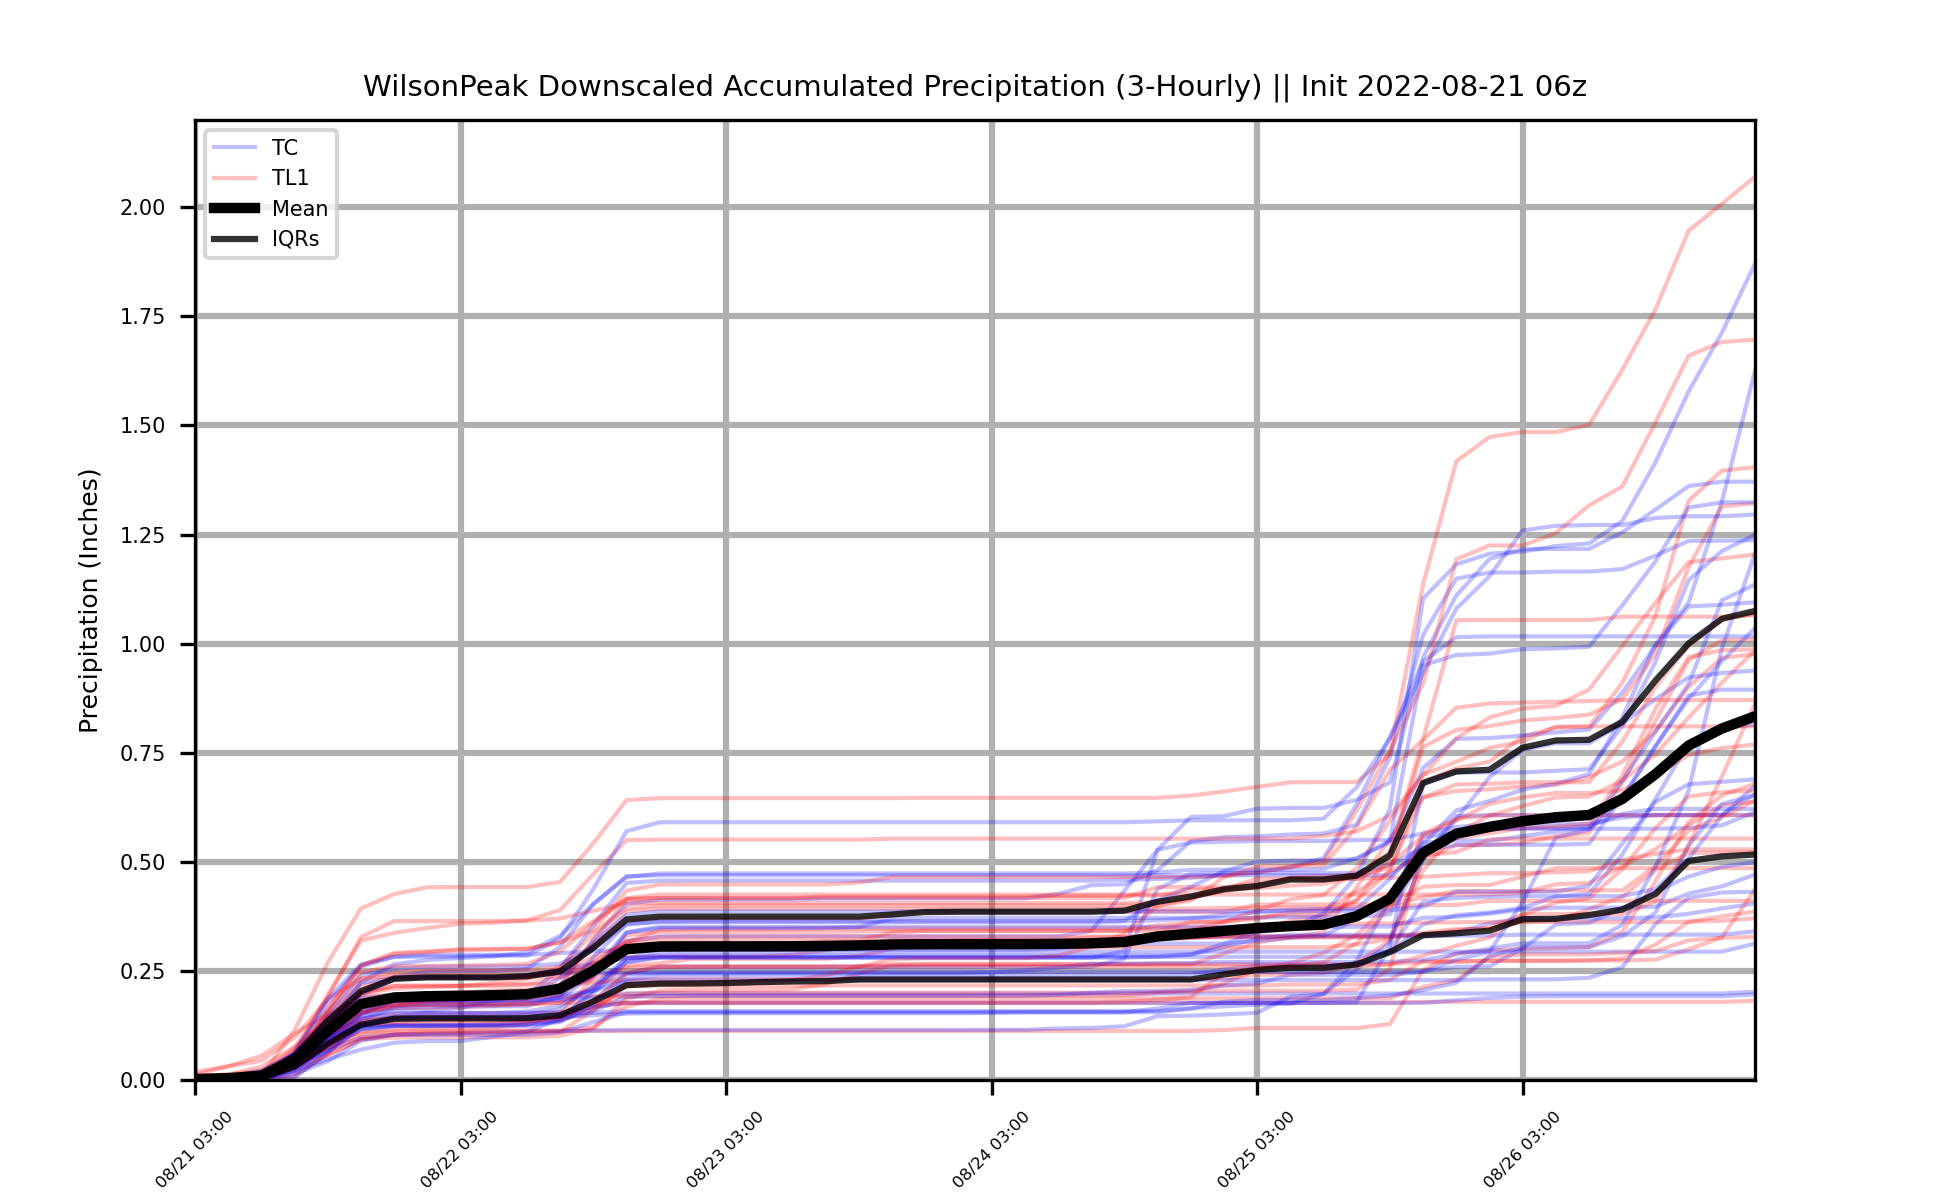 WilsonPeak Downscaled Accumulated Precipitation (3-Hourly) || Init 2022-08-21 06z
TC
TL1
Mean
IQRs
Precipitation (Inches)
2.00
1.75
1.50
1.25
1.00
0.75
0.50
0.25
0.00
08/21 03:00
08/22 03:00
08/23 03:00
08/24 03:00
08/25 03:00
08/26 03:00